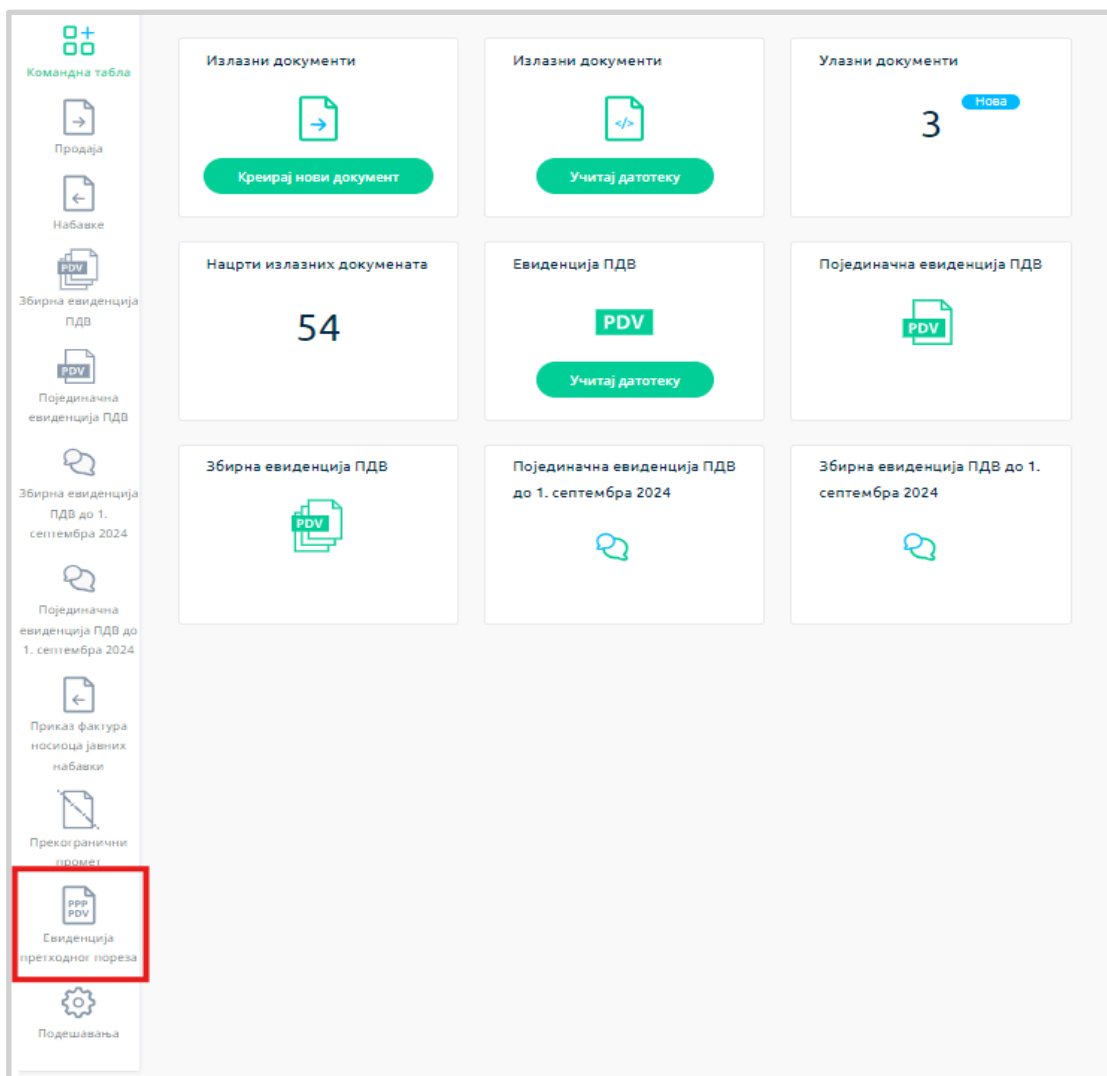 Командна табла
Продаја
Набавке
PDV
Збирна евиденција
ПДВ
PDV
Појединачна
евиденција ПДВ
Збирна евиденција
ПДВ до 1.
септембра 2024
Појединачна
евиденција ПДВ до
1. септембра 2024
Приказ фактура
носиоца јавних
набавки
Прекогранични
промет
PPP
PDV
Евиденција
претходног пореза
Подешавања
Излазни документи
Креирај нови документ
Излазни документи
</>
Учитај датотеку
Улазни документи
3
Нова
Нацрти излазних докумената
54
Евиденција ПДВ
PDV
Учитај датотеку
Појединачна евиденција ПДВ
PDV
Збирна евиденција ПДВ
PDV
Појединачна евиденција ПДВ
до 1. септембра 2024
Збирна евиденција ПДВ до 1.
септембра 2024